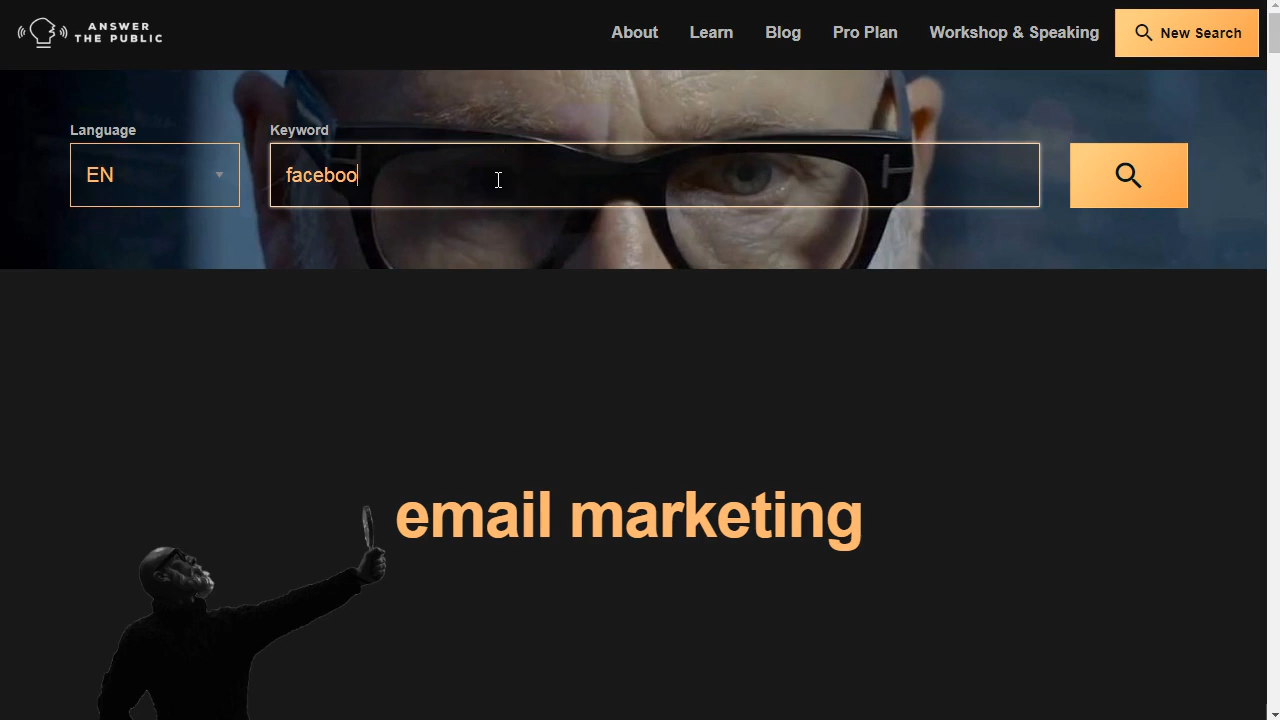 ANSWER
THE PUBLIC
About Learn Blog Pro Plan Workshop & Speaking New Search
Language Keyword
EN faceboo
email marketing